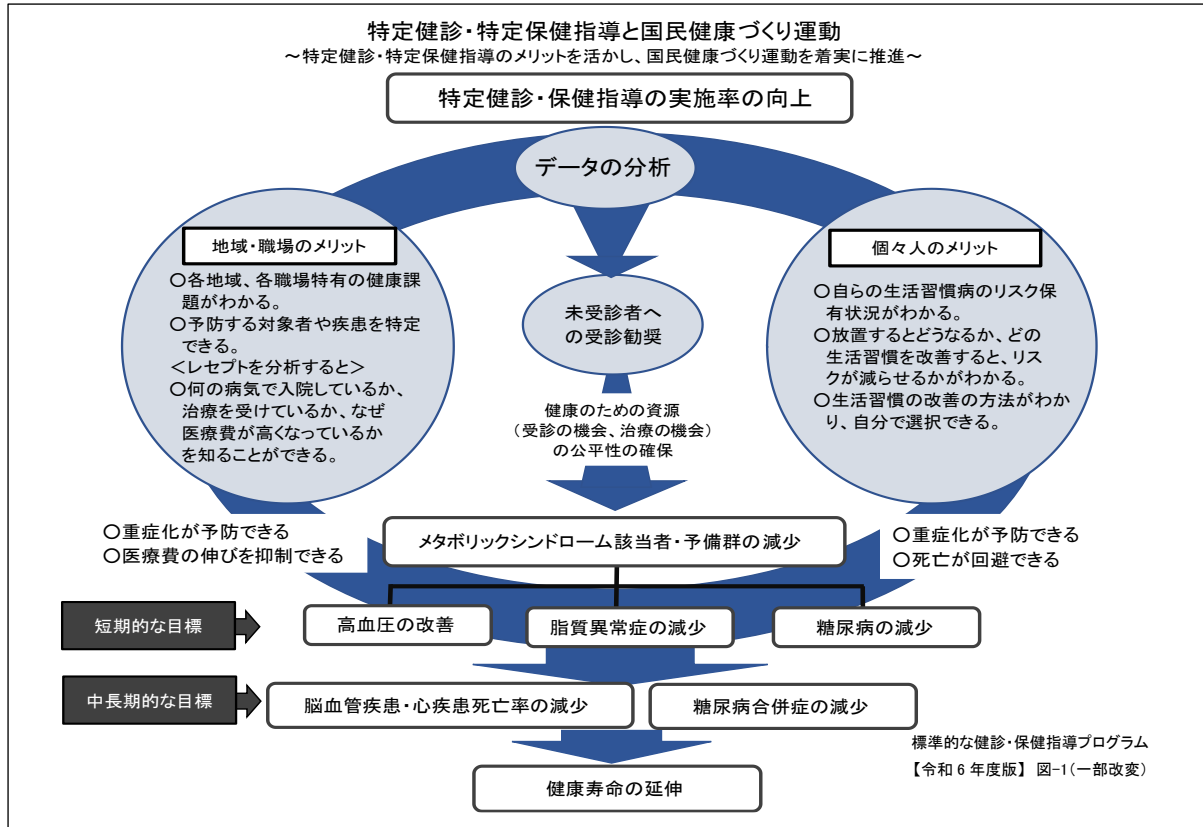 特定健診・特定保健指導と国民健康づくり運動
～特定健診・特定保健指導のメリットを活かし、国民健康づくり運動を着実に推進～
特定健診・保健指導の実施率の向上
データの分析
地域・職場のメリット
○各地域、各職場特有の健康課
題がわかる。
○予防する対象者や疾患を特定
できる。
＜レセプトを分析すると＞
○何の病気で入院しているか、
治療を受けているか、なぜ
医療費が高くなっているか
を知ることができる。
未受診者へ
の受診勧奨
個々人のメリット
○自らの生活習慣病のリスク保
有状況がわかる。
○放置するとどうなるか、どの
生活習慣を改善すると、リス
クが減らせるかがわかる。
○生活習慣の改善の方法がわか
り、自分で選択できる。
健康のための資源
（受診の機会、治療の機会）
の公平性の確保
○重症化が予防できる
○医療費の伸びを抑制できる
メタボリックシンドローム該当者・予備群の減少
○重症化が予防できる
○死亡が回避できる
短期的な目標
高血圧の改善
脂質異常症の減少
糖尿病の減少
中長期的な目標
脳血管疾患・心疾患死亡率の減少
糖尿病合併症の減少
標準的な健診・保健指導プログラム
【令和6年度版】 図-1（一部改変）
健康寿命の延伸